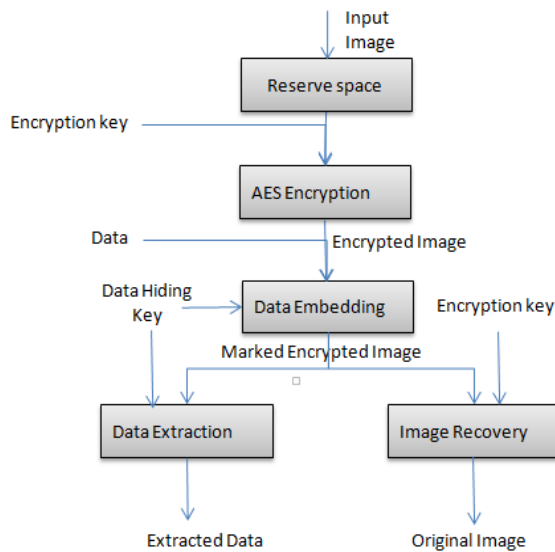 Input
Image
Reserve space
Encryption key
AES Encryption
Data
Encrypted Image
Data Hiding
Key
Data Embedding
Encryption key
Marked Encrypted Image
Data Extraction
Image Recovery
Extracted Data
Original Image